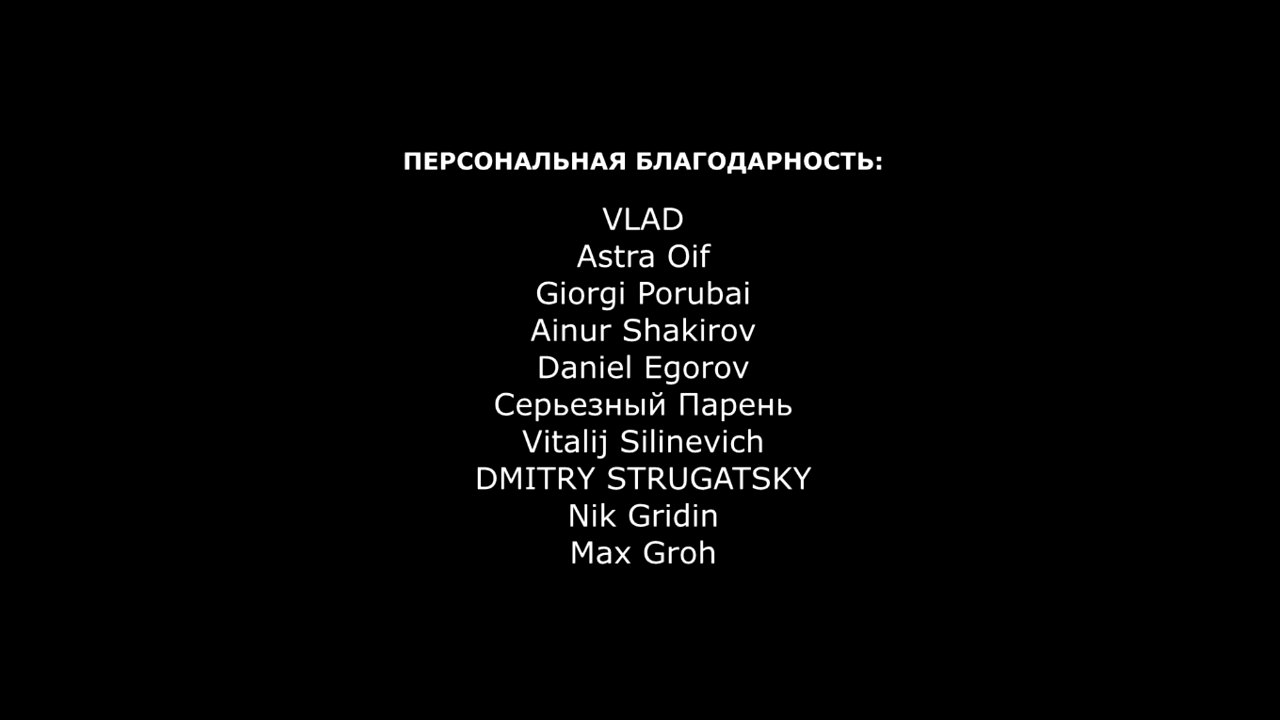 ПЕРСОНАЛЬНАЯ БЛАГОДАРНОСТЬ:
VLAD
Astra Oif
Giorgi Porubai
Ainur Shakirov
Daniel Egorov
Серьезный Парень
Vitalij Silinevich
DMITRY STRUGATSKY
Nik Gridin
Max Groh